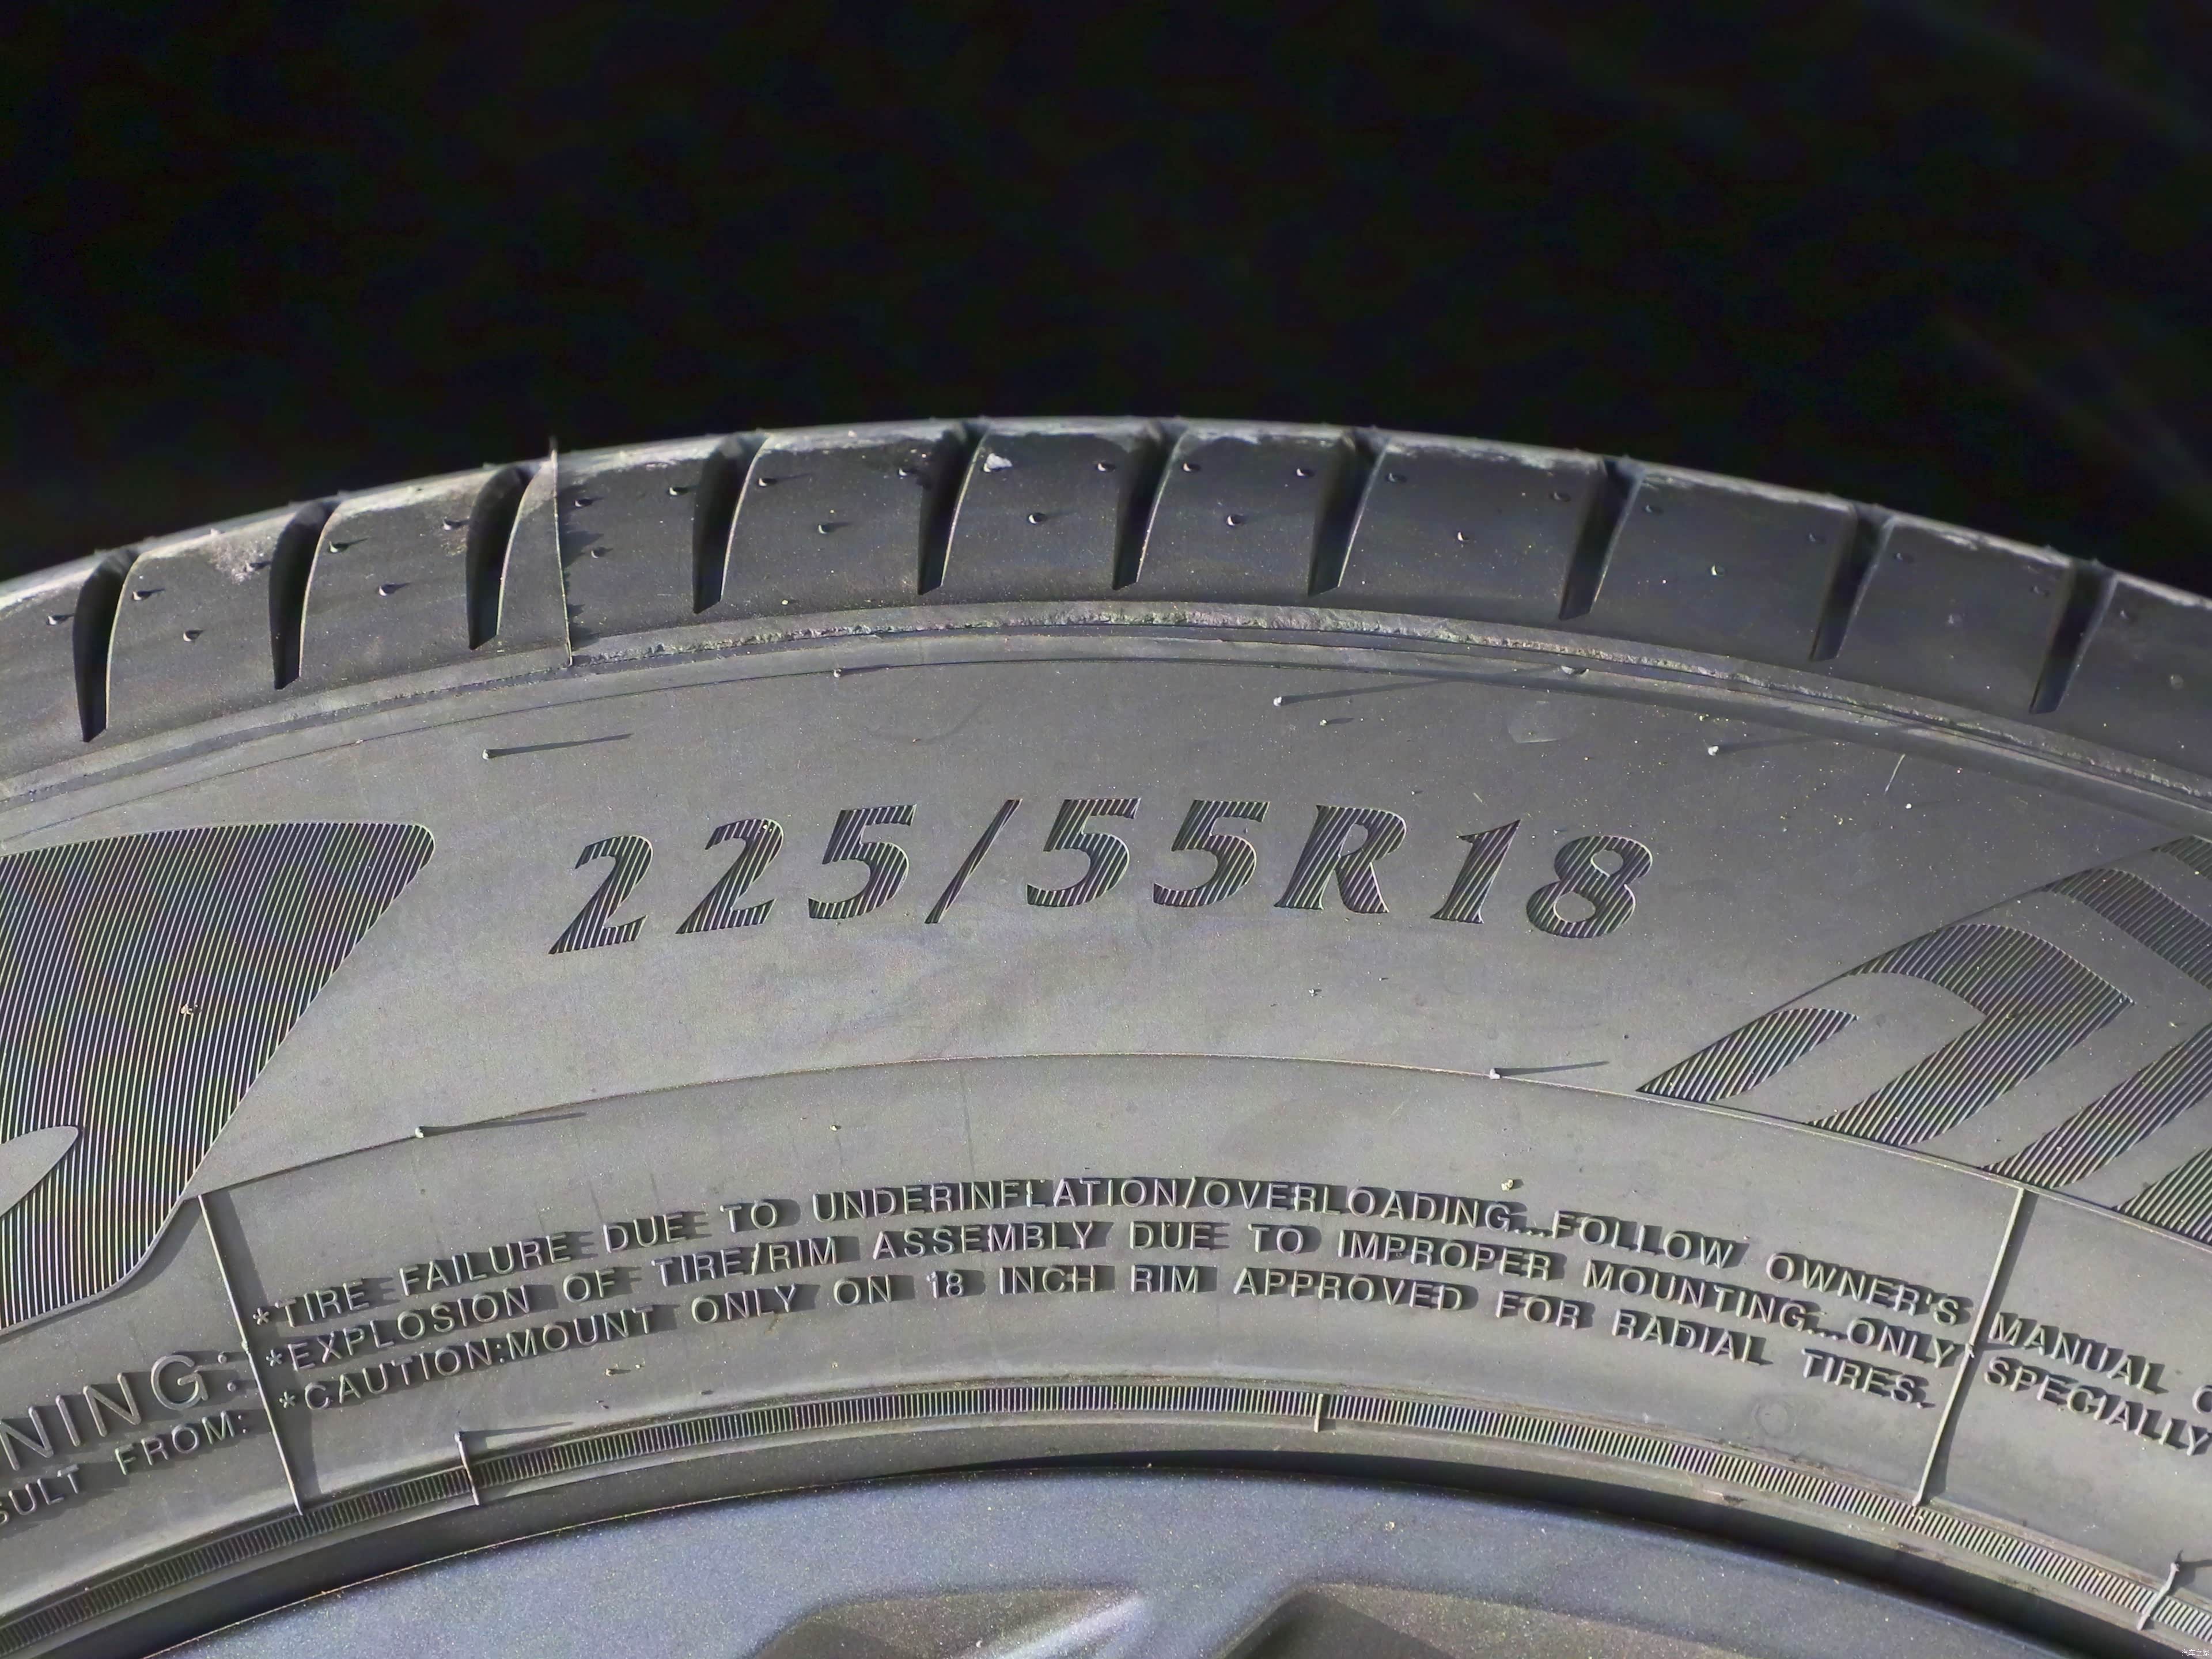 225/55R18
*TIRE FAILURE DUE TO UNDERINFLATION/OVERLOADING...FOLLOW OWNER'S MANUAL
*EXPLOSION OF TIRE/RIM ASSEMBLY DUE TO IMPROPER MOUNTING...ONLY SPECIALLY
NING: *CAUTION:MOUNT ONLY ON 18 INCH RIM APPROVED FOR RADIAL TIRES.
SULT FROM: